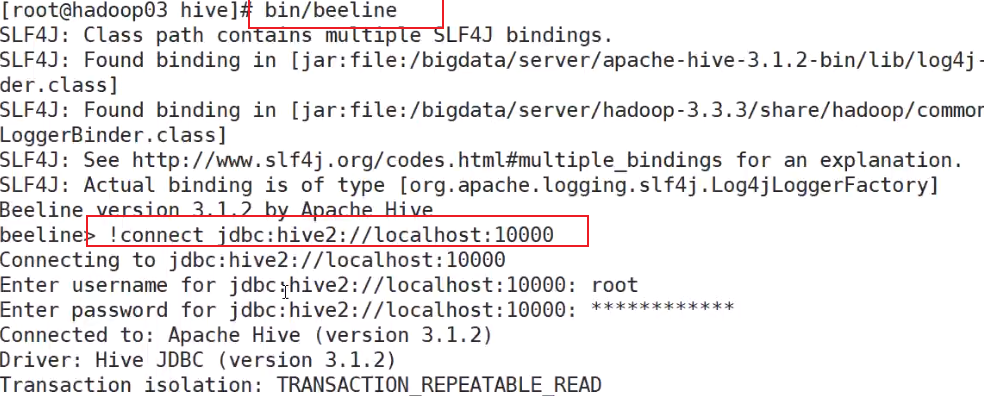 [root@hadoop03 hive]# bin/beeline
SLF4J: Class path contains multiple SLF4J bindings.
SLF4J: Found binding in [jar:file:/bigdata/server/apache-hive-3.1.2-bin/lib/log4j-
der.class]
SLF4J: Found binding in [jar:file:/bigdata/server/hadoop-3.3.3/share/hadoop/common
LoggerBinder.class]
SLF4J: See http://www.slf4j.org/codes.html#multiple_bindings for an explanation.
SLF4J: Actual binding is of type [org.apache.logging.slf4j.Log4jLoggerFactory]
Beeline version 3.1.2 by Apache Hive
beeline> !connect jdbc:hive2://localhost:10000
Connecting to jdbc:hive2://localhost:10000
Enter username for jdbc:hive2://localhost:10000: root
Enter password for jdbc:hive2://localhost:10000: ************
Connected to: Apache Hive (version 3.1.2)
Driver: Hive JDBC (version 3.1.2)
Transaction isolation: TRANSACTION_REPEATABLE_READ